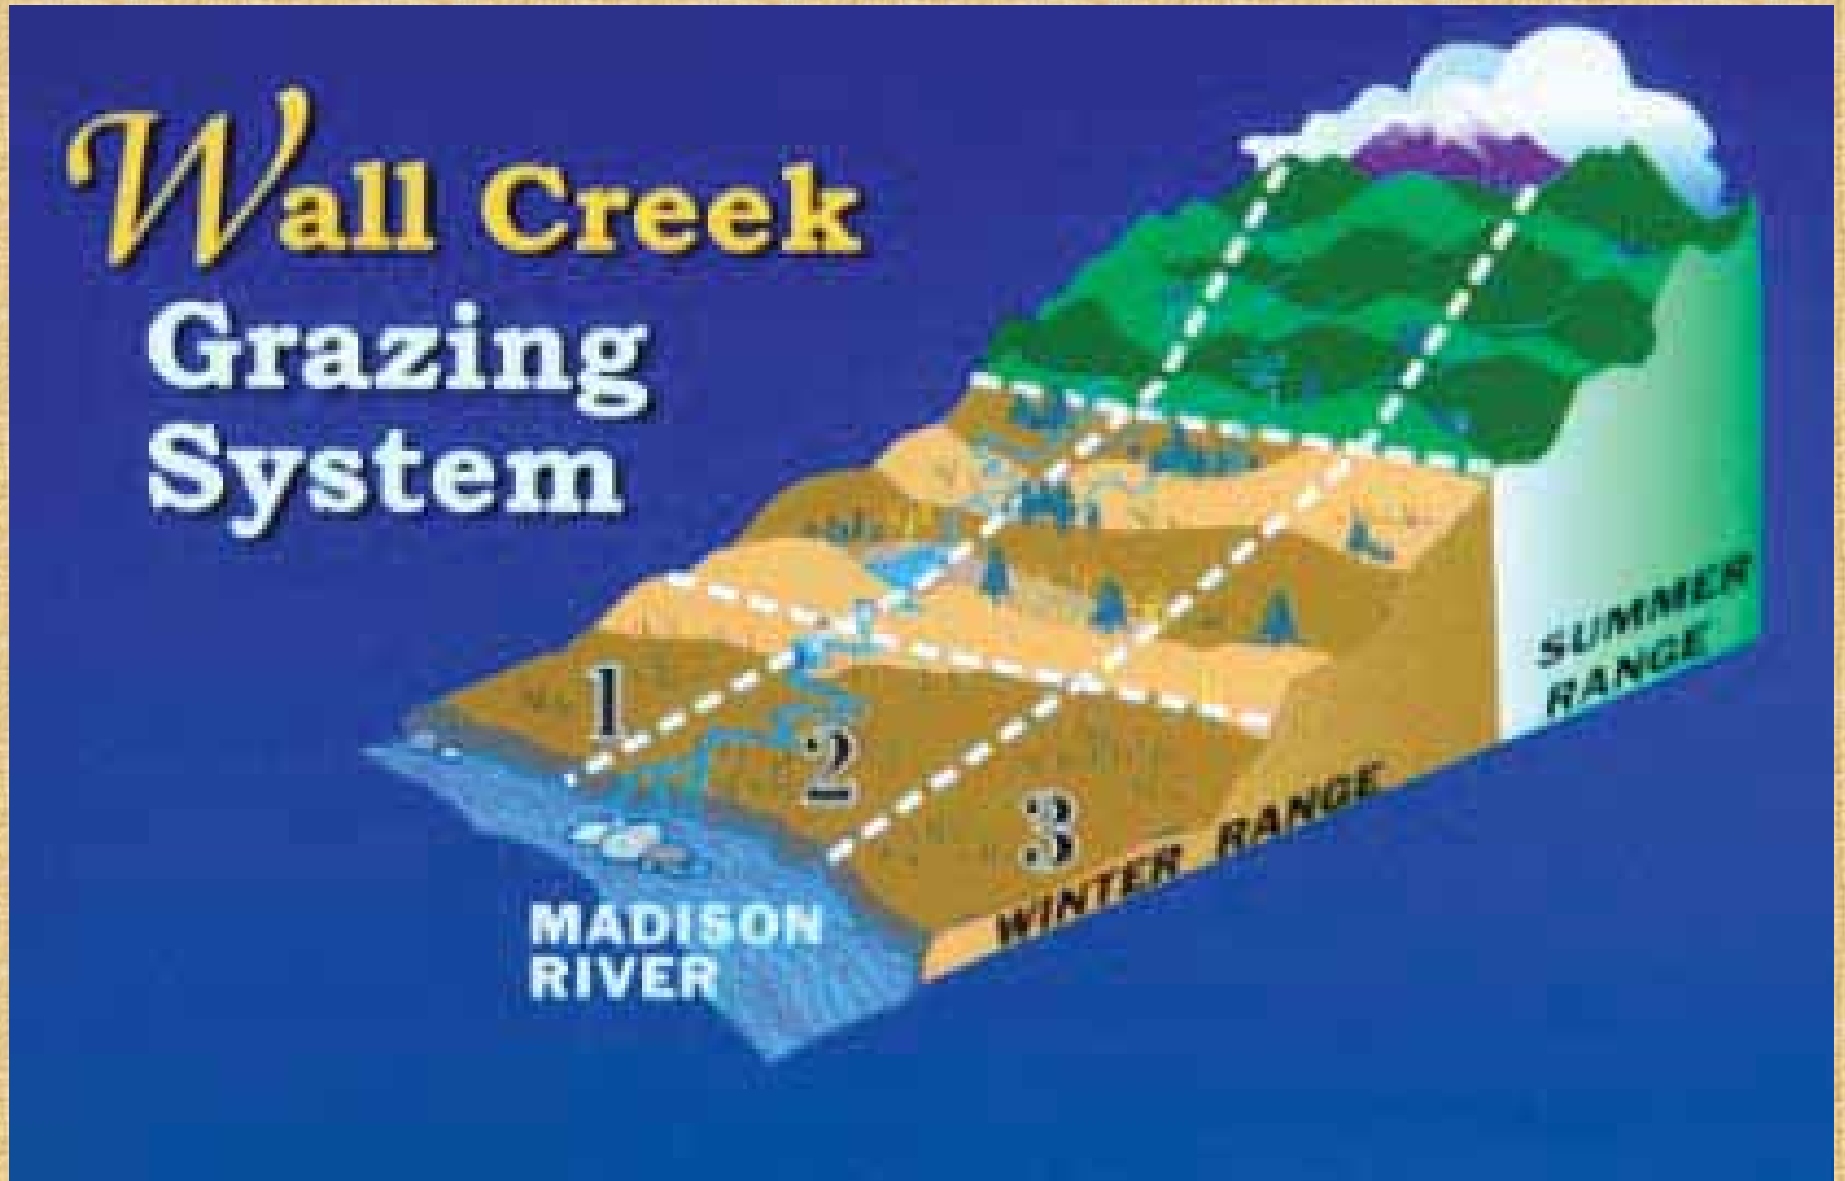 Wall Creek
Grazing
System
SUMMER
RANGE
1
2
3
WINTER RANGE
MADISON
RIVER